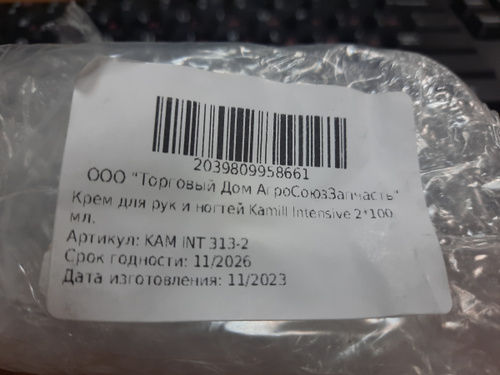 2039809958661
ООО "Торговый Дом АгроСоюзЗапчасть"
Крем для рук и ногтей Kamill Intensive 2*100
мл.
Артикул: KAM INT 313-2
Срок годности: 11/2026
Дата изготовления: 11/2023